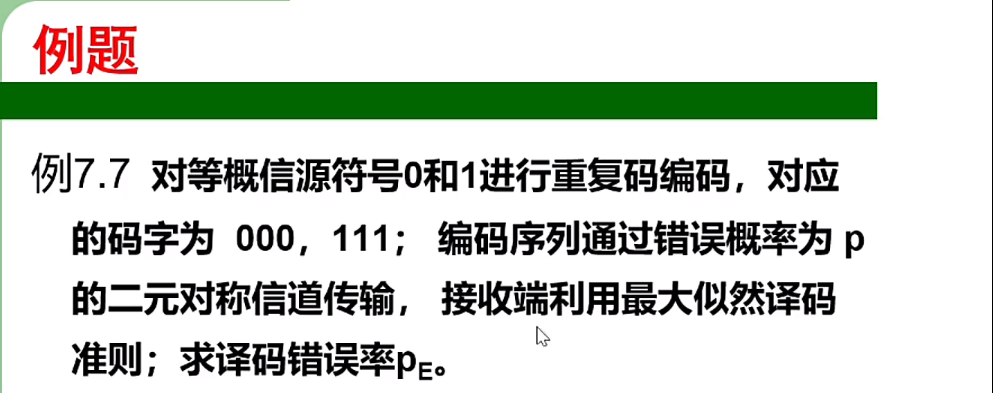 例题
例7.7 对等概信源符号0和1进行重复码编码，对应
的码字为 000，111； 编码序列通过错误概率为 p
的二元对称信道传输， 接收端利用最大似然译码
准则；求译码错误率pE。